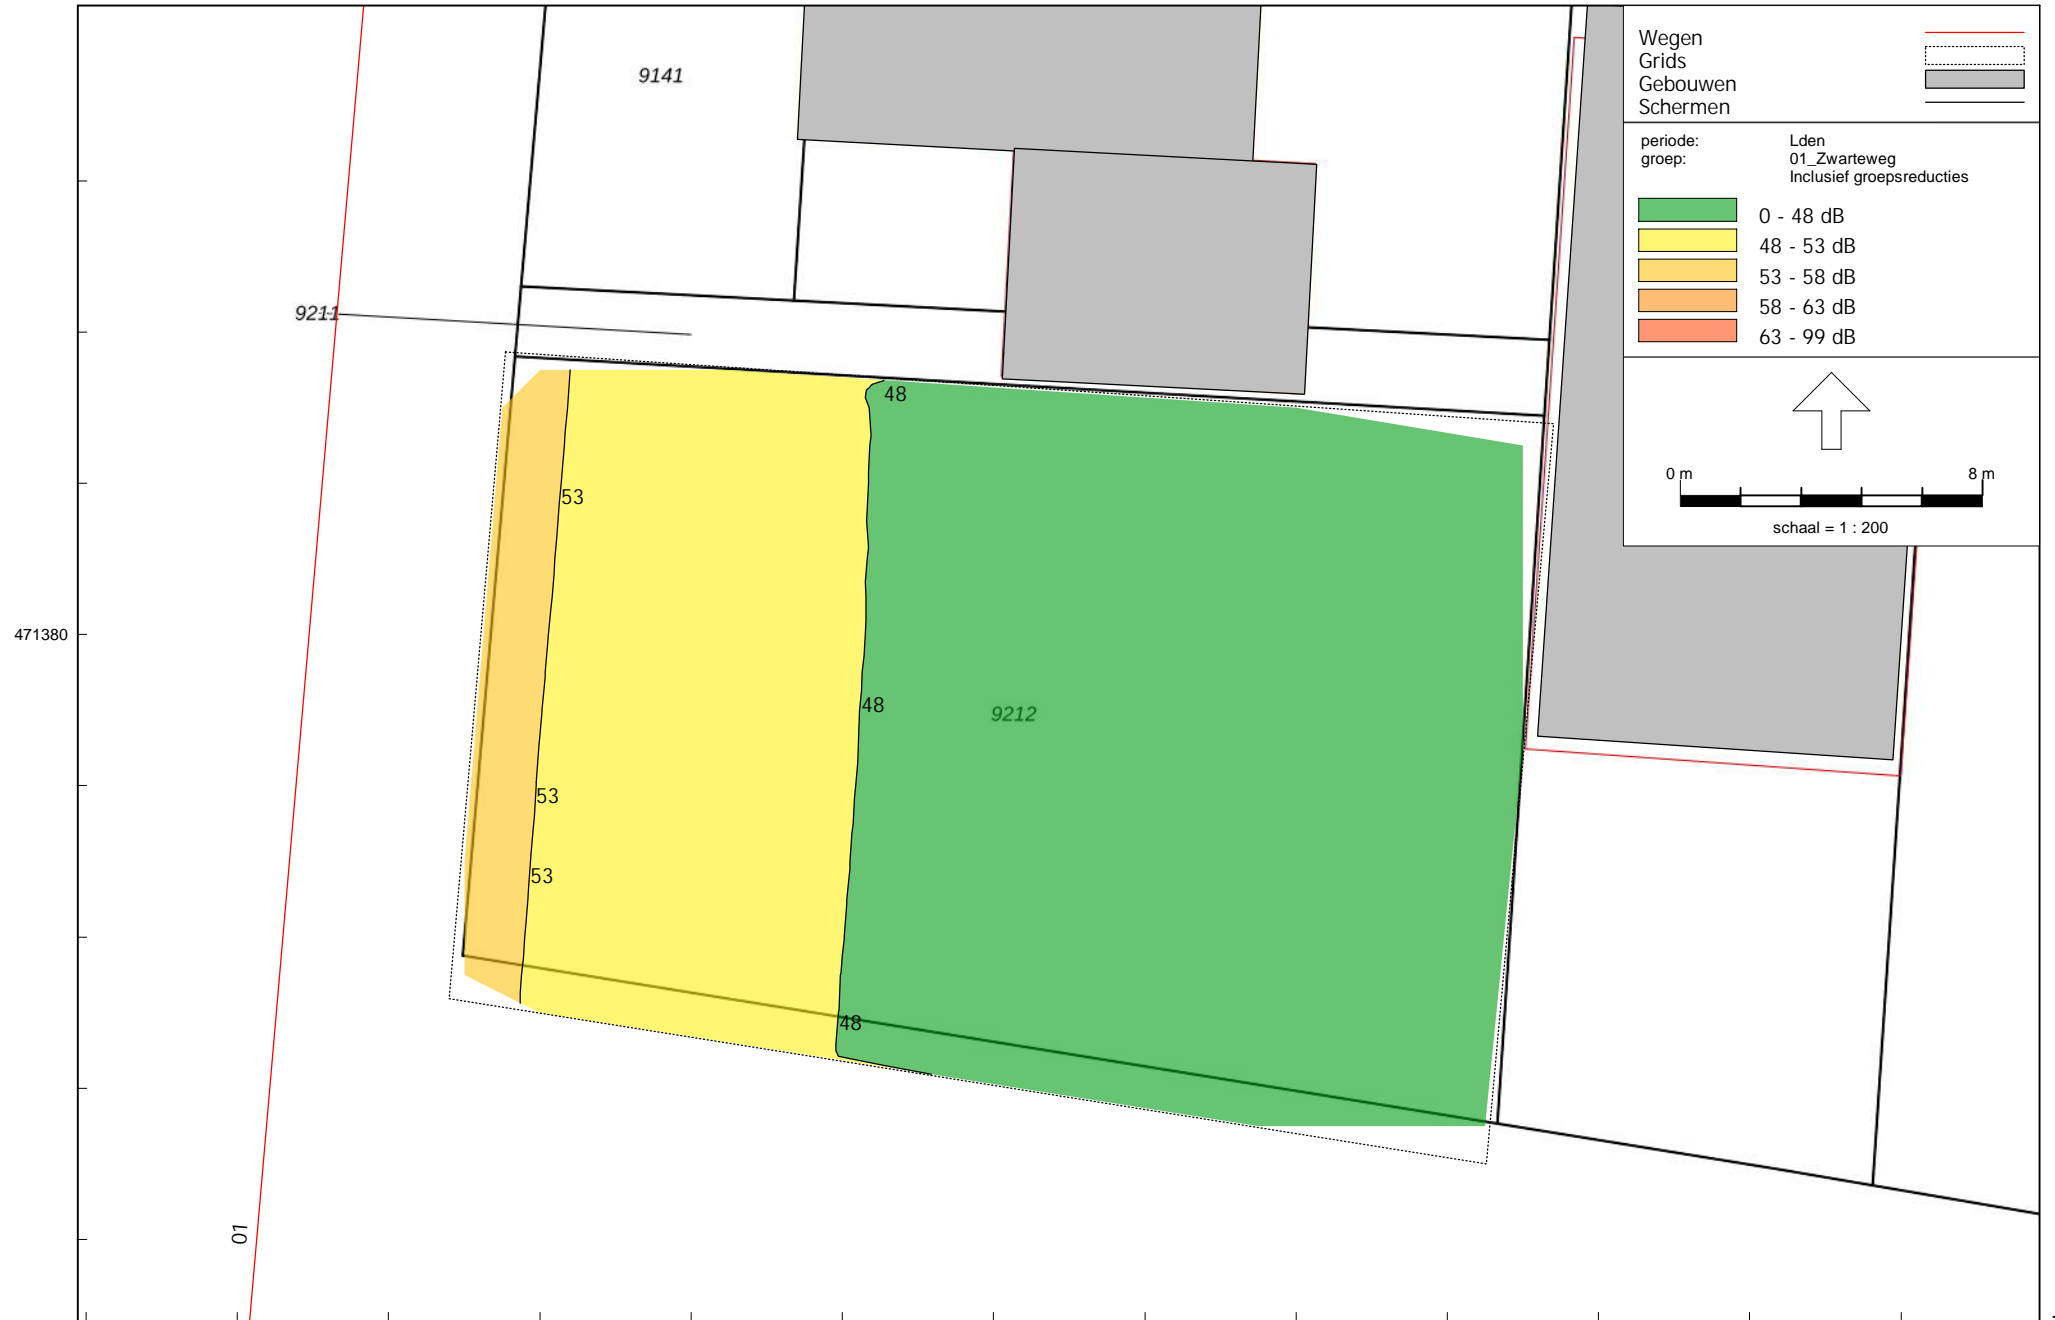 Wegen
Grids
Gebouwen
Schermen
periode: Lden
groep: 01_Zwarteweg
Inclusief groepsreducties
0 - 48 dB
48 - 53 dB
53 - 58 dB
58 - 63 dB
63 - 99 dB
0 m 8 m
schaal = 1 : 200
9141
9211
48
53
471380
48
9212
53
53
48
01